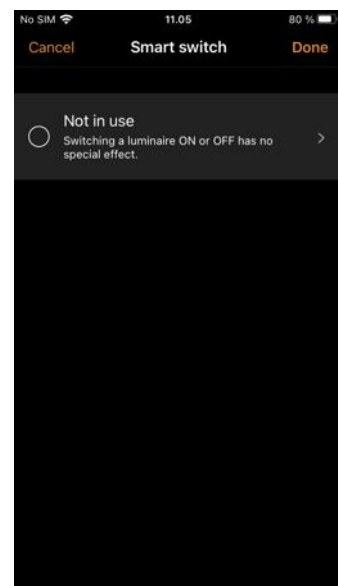 No SIM 11.05 80 %
Cancel Smart switch Done
Not in use
Switching a luminaire ON or OFF has no
special effect.